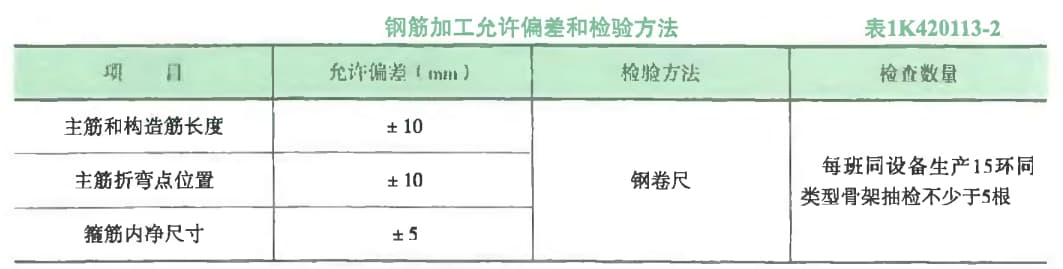 钢筋加工允许偏差和检验方法 表1K420113-2
项 目 允许偏差（mm） 检验方法 检查数量
主筋和构造筋长度 ±10
主筋折弯点位置 ±10 钢卷尺 每班同设备生产15环同
类型骨架抽检不少于5根
箍筋内净尺寸 ±5